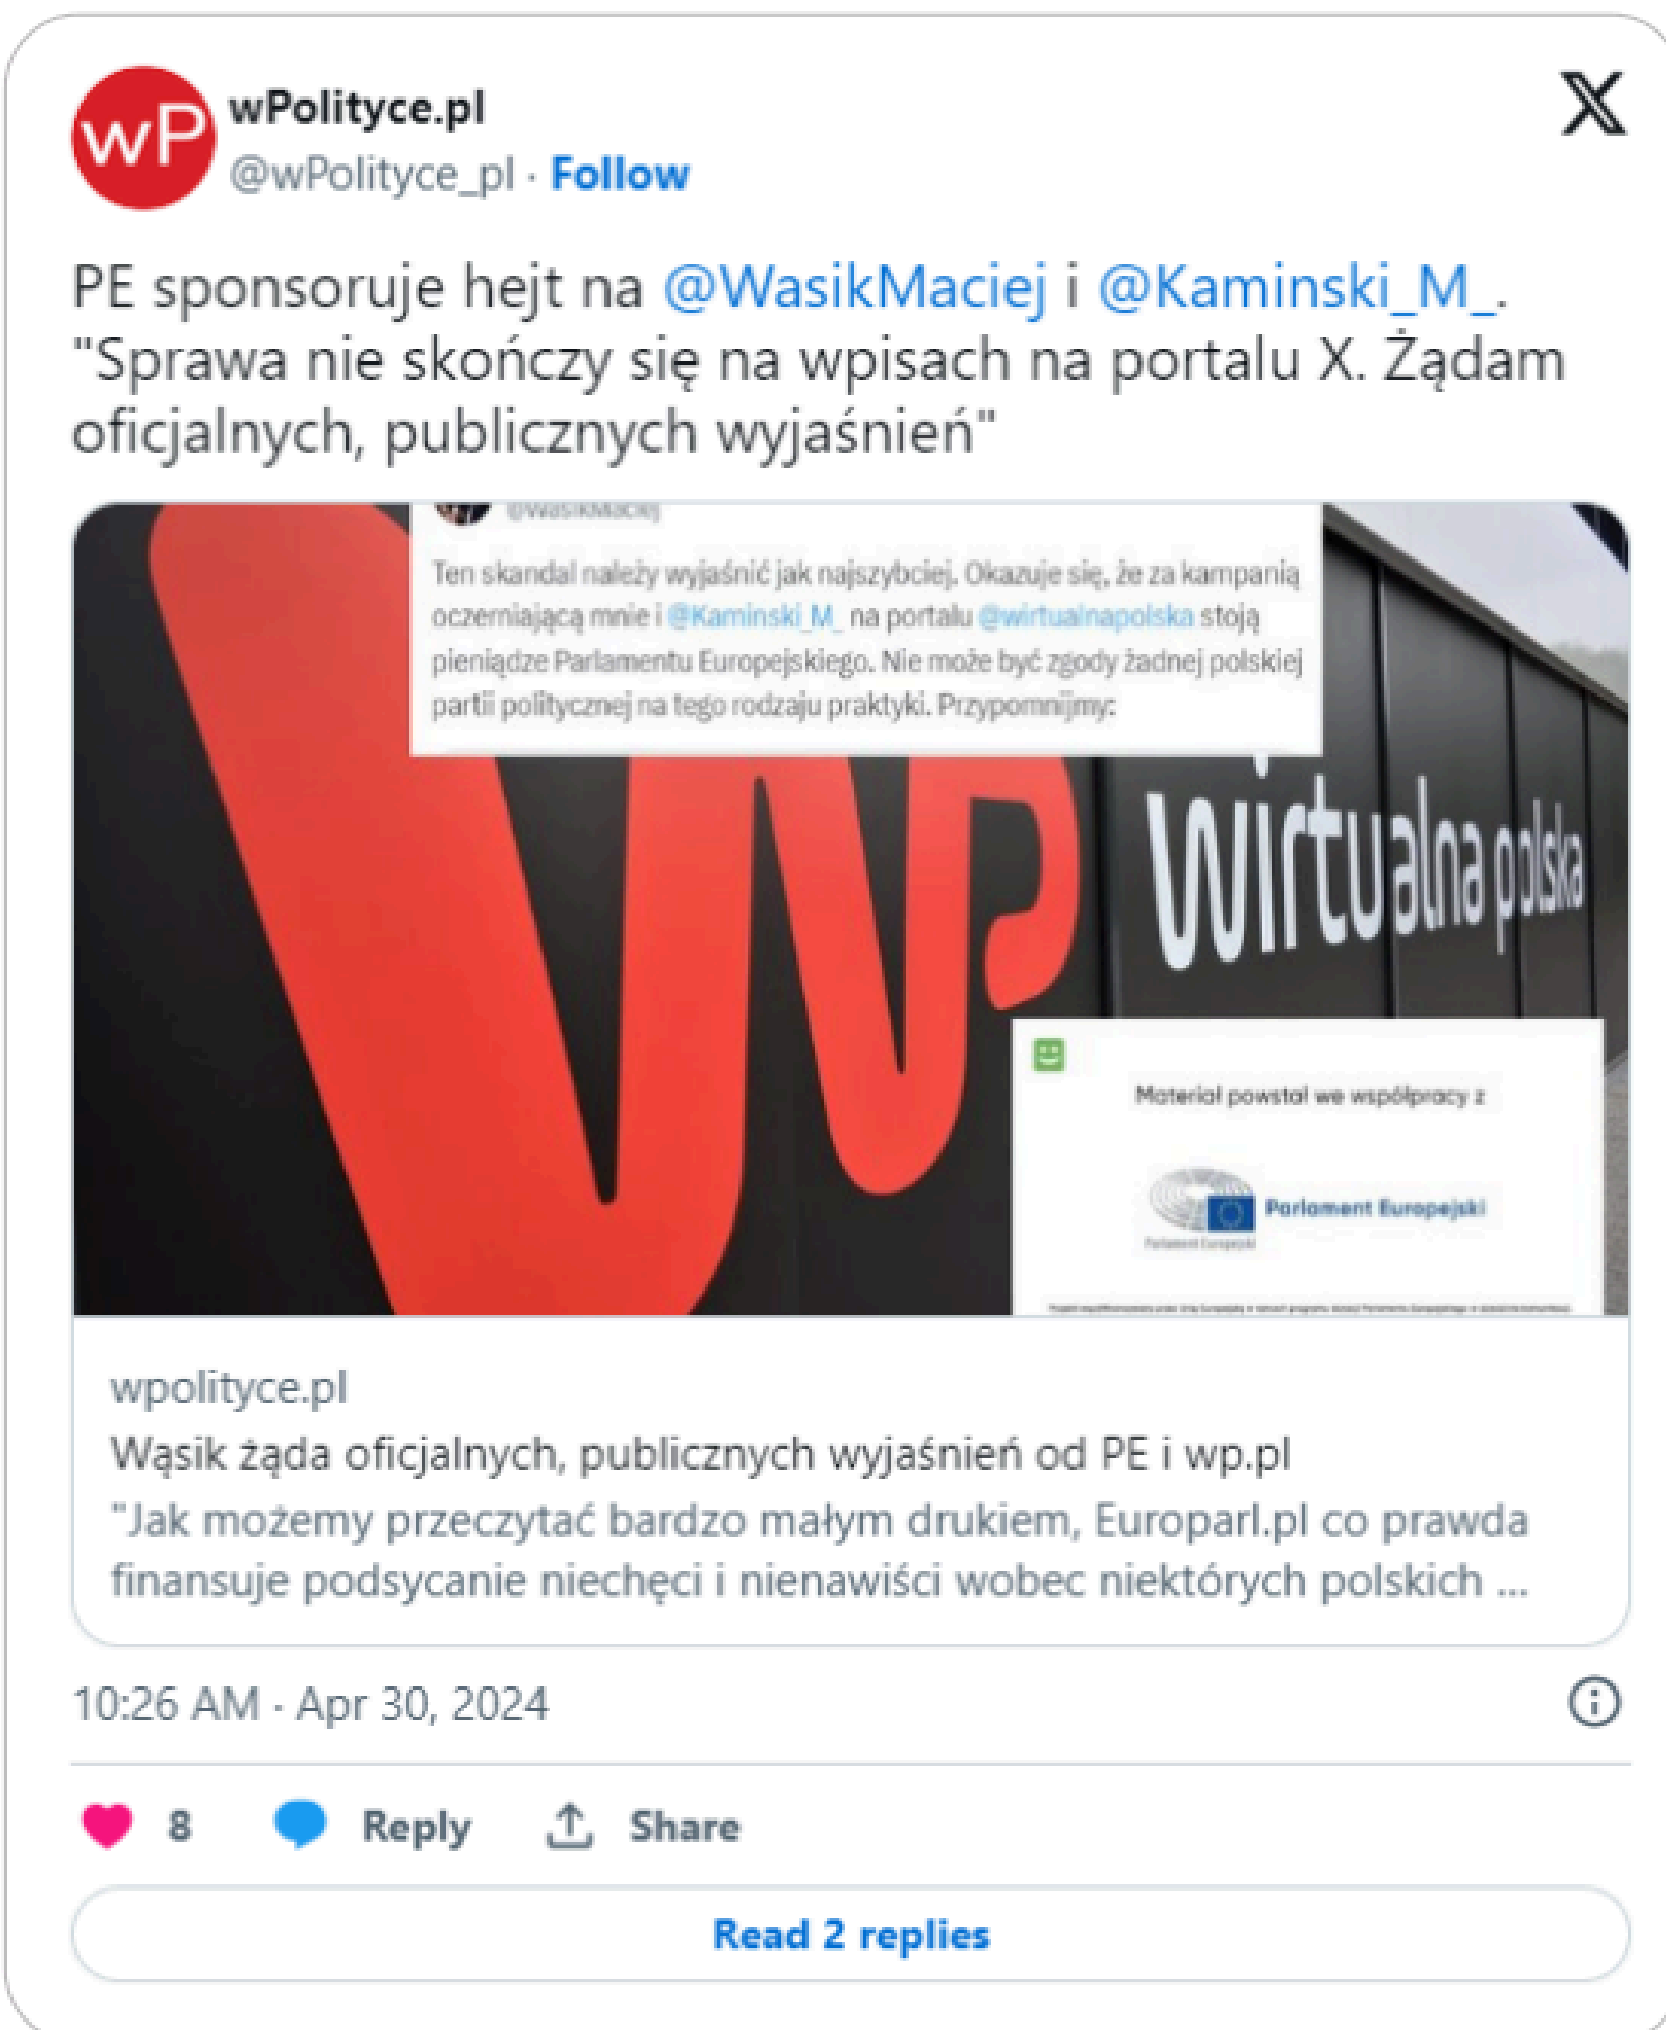 wP
wPolityce.pl
@wPolityce_pl · Follow
PE sponsoruje hejt na @WasikMaciej i @Kaminski_M_.
"Sprawa nie skończy się na wpisach na portalu X. Żądam
oficjalnych, publicznych wyjaśnień"
@WasikMaciej
Ten skandal należy wyjaśnić jak najszybciej. Okazuje się, że za kampanią
oczerniającą mnie i @Kaminski_M_ na portalu @wirtualnapolska stoją
pieniądze Parlamentu Europejskiego. Nie może być zgody żadnej polskiej
partii politycznej na tego rodzaju praktyki. Przypomnijmy:
wirtualna polska
Materiał powstał we współpracy z
Parlament Europejski
Parlament Europejski
wpolityce.pl
Wąsik żąda oficjalnych, publicznych wyjaśnień od PE i wp.pl
"Jak możemy przeczytać bardzo małym drukiem, Europarl.pl co prawda
finansuje podsycanie niechęci i nienawiści wobec niektórych polskich ...
10:26 AM · Apr 30, 2024
8 Reply Share
Read 2 replies